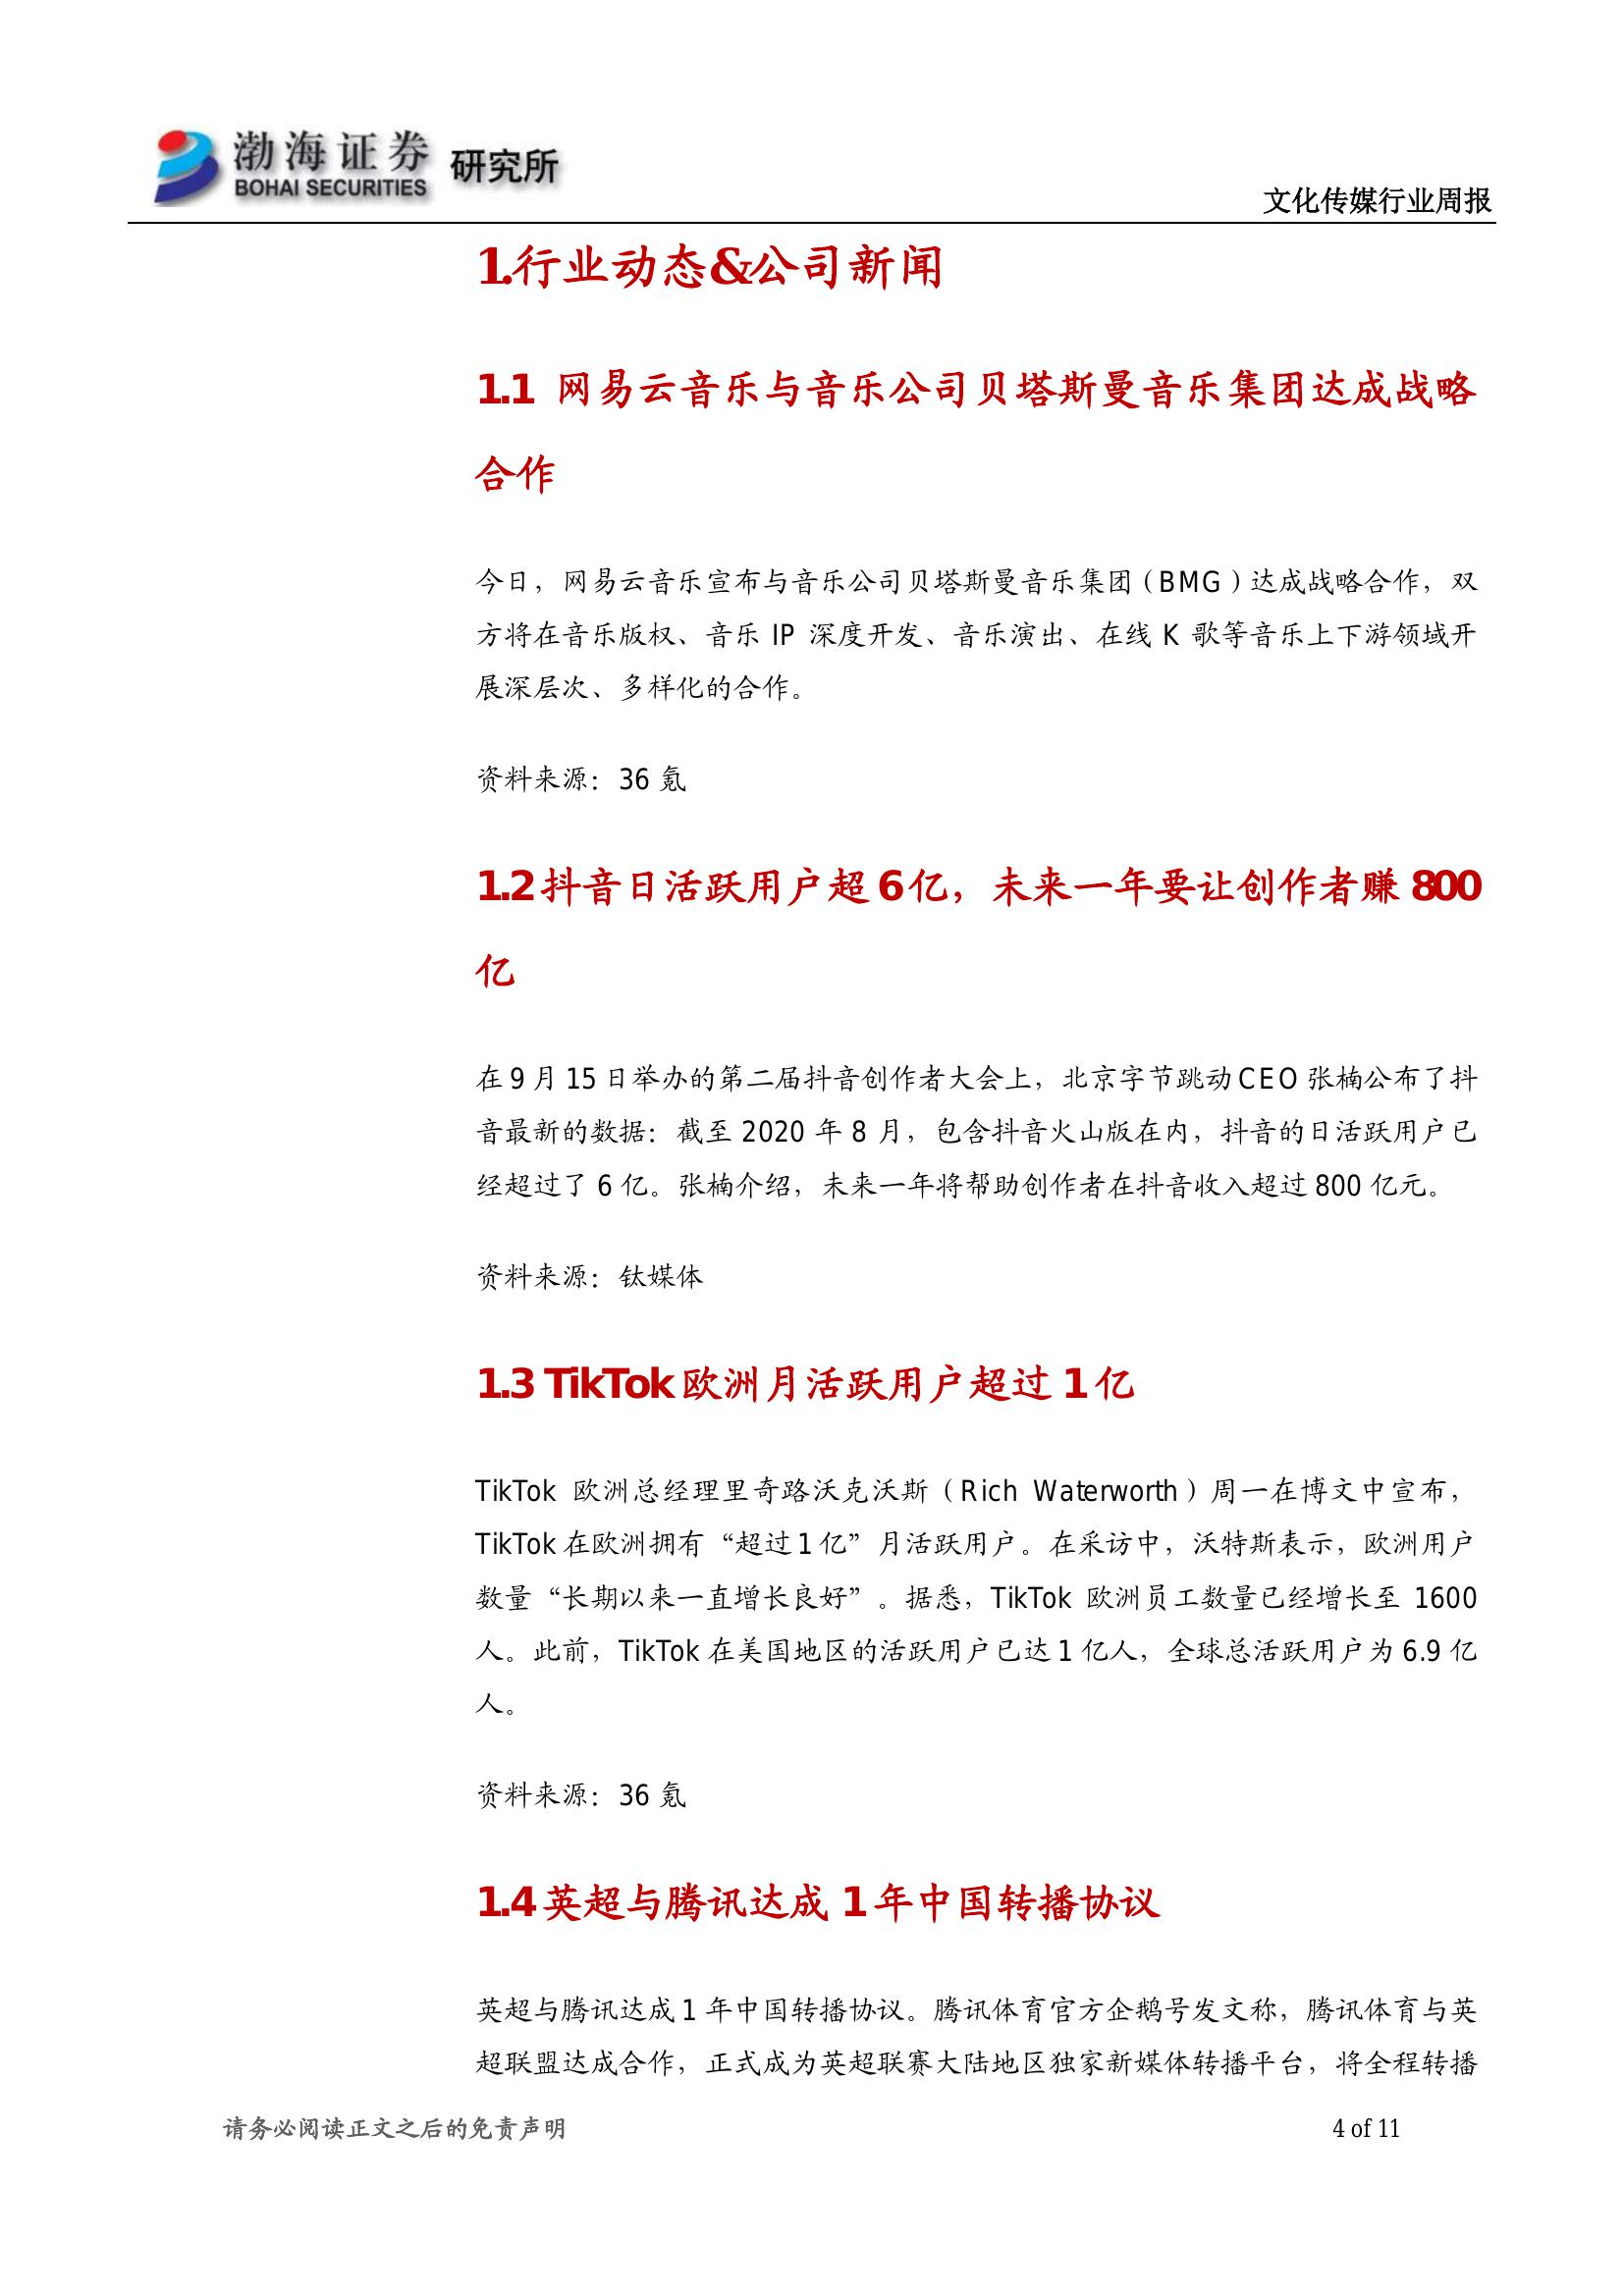 渤海证券 研究所
BOHAI SECURITIES
文化传媒行业周报
1.行业动态&公司新闻
1.1 网易云音乐与音乐公司贝塔斯曼音乐集团达成战略
合作
今日，网易云音乐宣布与音乐公司贝塔斯曼音乐集团（BMG）达成战略合作，双
方将在音乐版权、音乐 IP 深度开发、音乐演出、在线 K 歌等音乐上下游领域开
展深层次、多样化的合作。
资料来源：36 氪
1.2 抖音日活跃用户超 6 亿，未来一年要让创作者赚 800
亿
在 9 月 15 日举办的第二届抖音创作者大会上，北京字节跳动 CEO 张楠公布了抖
音最新的数据：截至 2020 年 8 月，包含抖音火山版在内，抖音的日活跃用户已
经超过了 6 亿。张楠介绍，未来一年将帮助创作者在抖音收入超过 800 亿元。
资料来源：钛媒体
1.3 TikTok 欧洲月活跃用户超过 1 亿
TikTok 欧洲总经理里奇路沃克沃斯（Rich Waterworth）周一在博文中宣布，
TikTok 在欧洲拥有“超过 1 亿”月活跃用户。在采访中，沃特斯表示，欧洲用户
数量“长期以来一直增长良好”。据悉，TikTok 欧洲员工数量已经增长至 1600
人。此前，TikTok 在美国地区的活跃用户已达 1 亿人，全球总活跃用户为 6.9 亿
人。
资料来源：36 氪
1.4 英超与腾讯达成 1 年中国转播协议
英超与腾讯达成 1 年中国转播协议。腾讯体育官方企鹅号发文称，腾讯体育与英
超联盟达成合作，正式成为英超联赛大陆地区独家新媒体转播平台，将全程转播
请务必阅读正文之后的免责声明
4 of 11